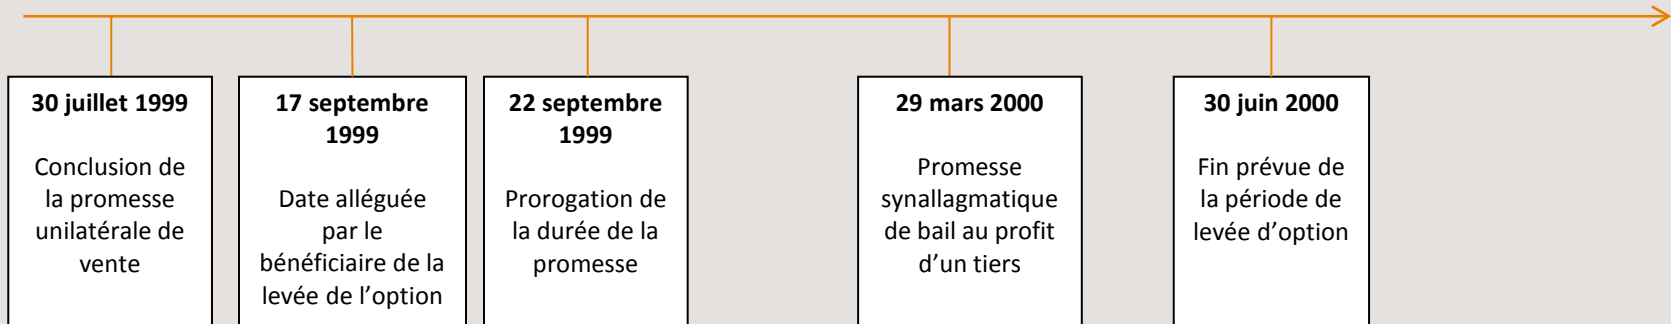 30 juillet 1999
Conclusion de
la promesse
unilatérale de
vente
17 septembre
1999
Date alléguée
par le
bénéficiaire de la
levée de l’option
22 septembre
1999
Prorogation de
la durée de la
promesse
29 mars 2000
Promesse
synallagmatique
de bail au profit
d’un tiers
30 juin 2000
Fin prévue de
la période de
levée d’option